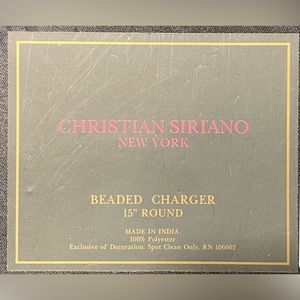 CHRISTIAN SIRIANO
NEW YORK
BEADED CHARGER
15" ROUND
MADE IN INDIA:
100% Polyester
Exclusive of Decoration. Spot Clean Only. RN 106002